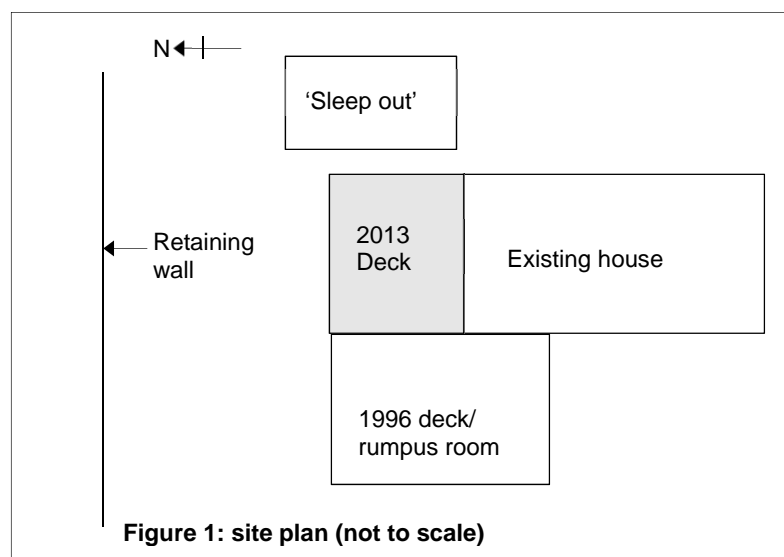 N
‘Sleep out’
Retaining
wall
2013
Deck
Existing house
1996 deck/
rumpus room
Figure 1: site plan (not to scale)